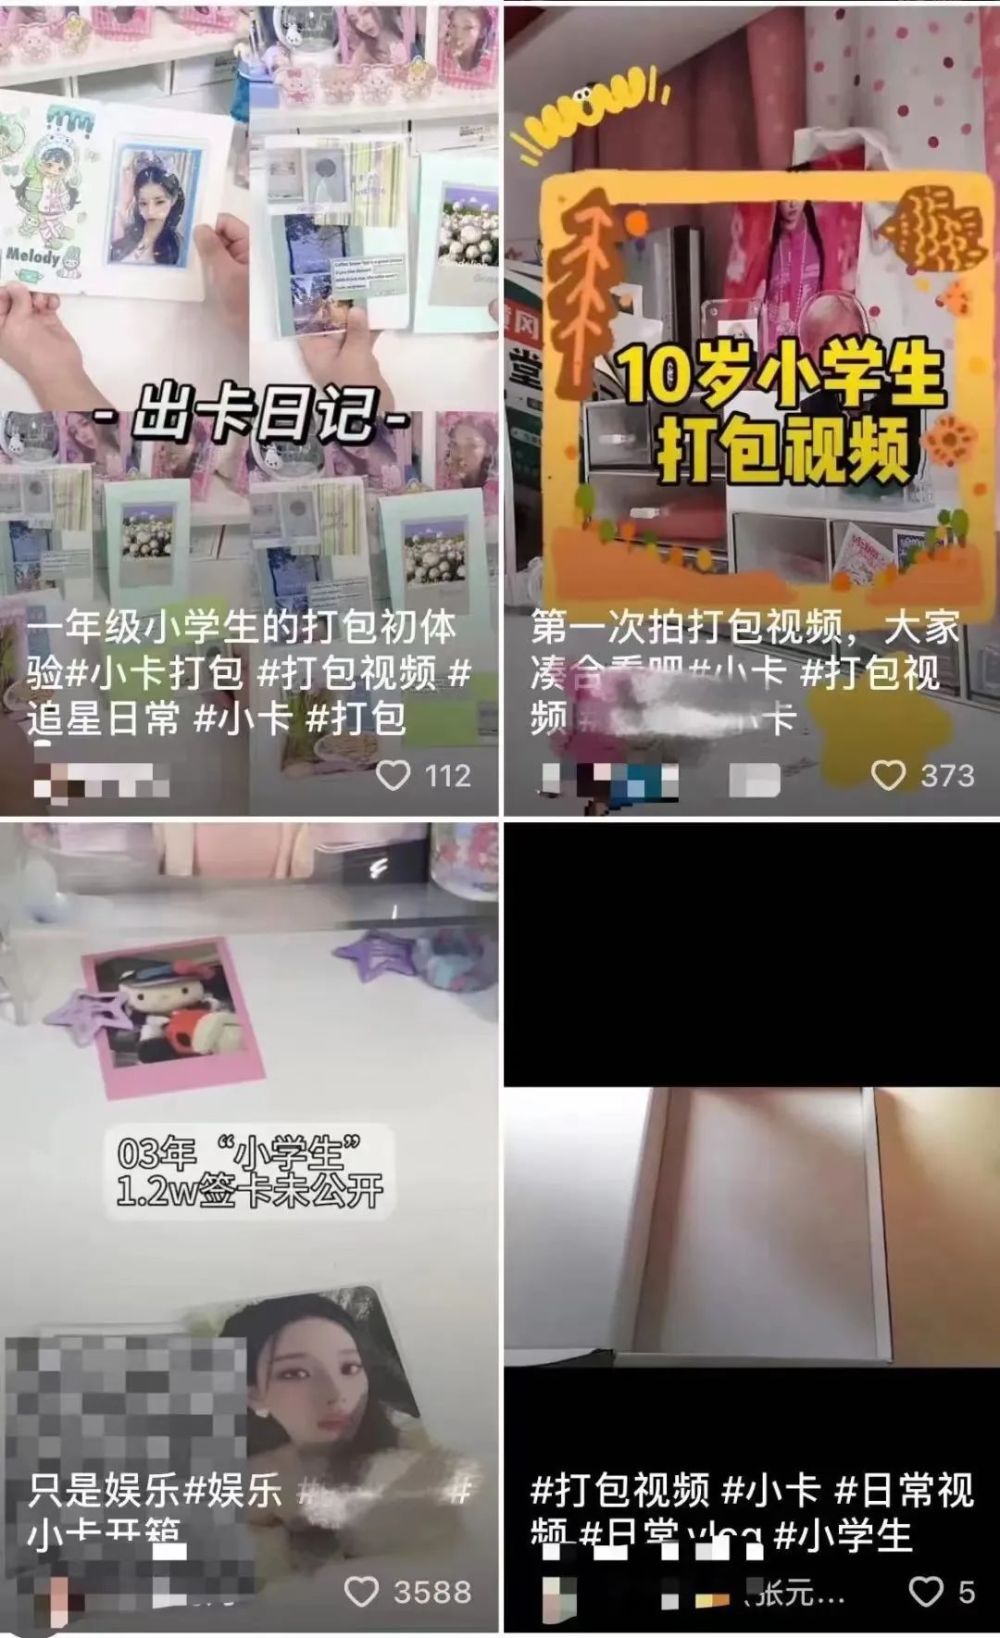 Melody
- 出卡日记 -
一年级小学生的打包初体
验#小卡打包 #打包视频 #
追星日常 #小卡 #打包
112
WOW
黄冈
堂
10岁小学生
打包视频
第一次拍打包视频，大家
凑合看吧#小卡 #打包视
频
小卡
373
03年“小学生”
1.2w签卡未公开
只是娱乐#娱乐 #
#
小卡开箱
3588
#打包视频 #小卡 #日常视
频 #日常vlog #小学生
张元...
5